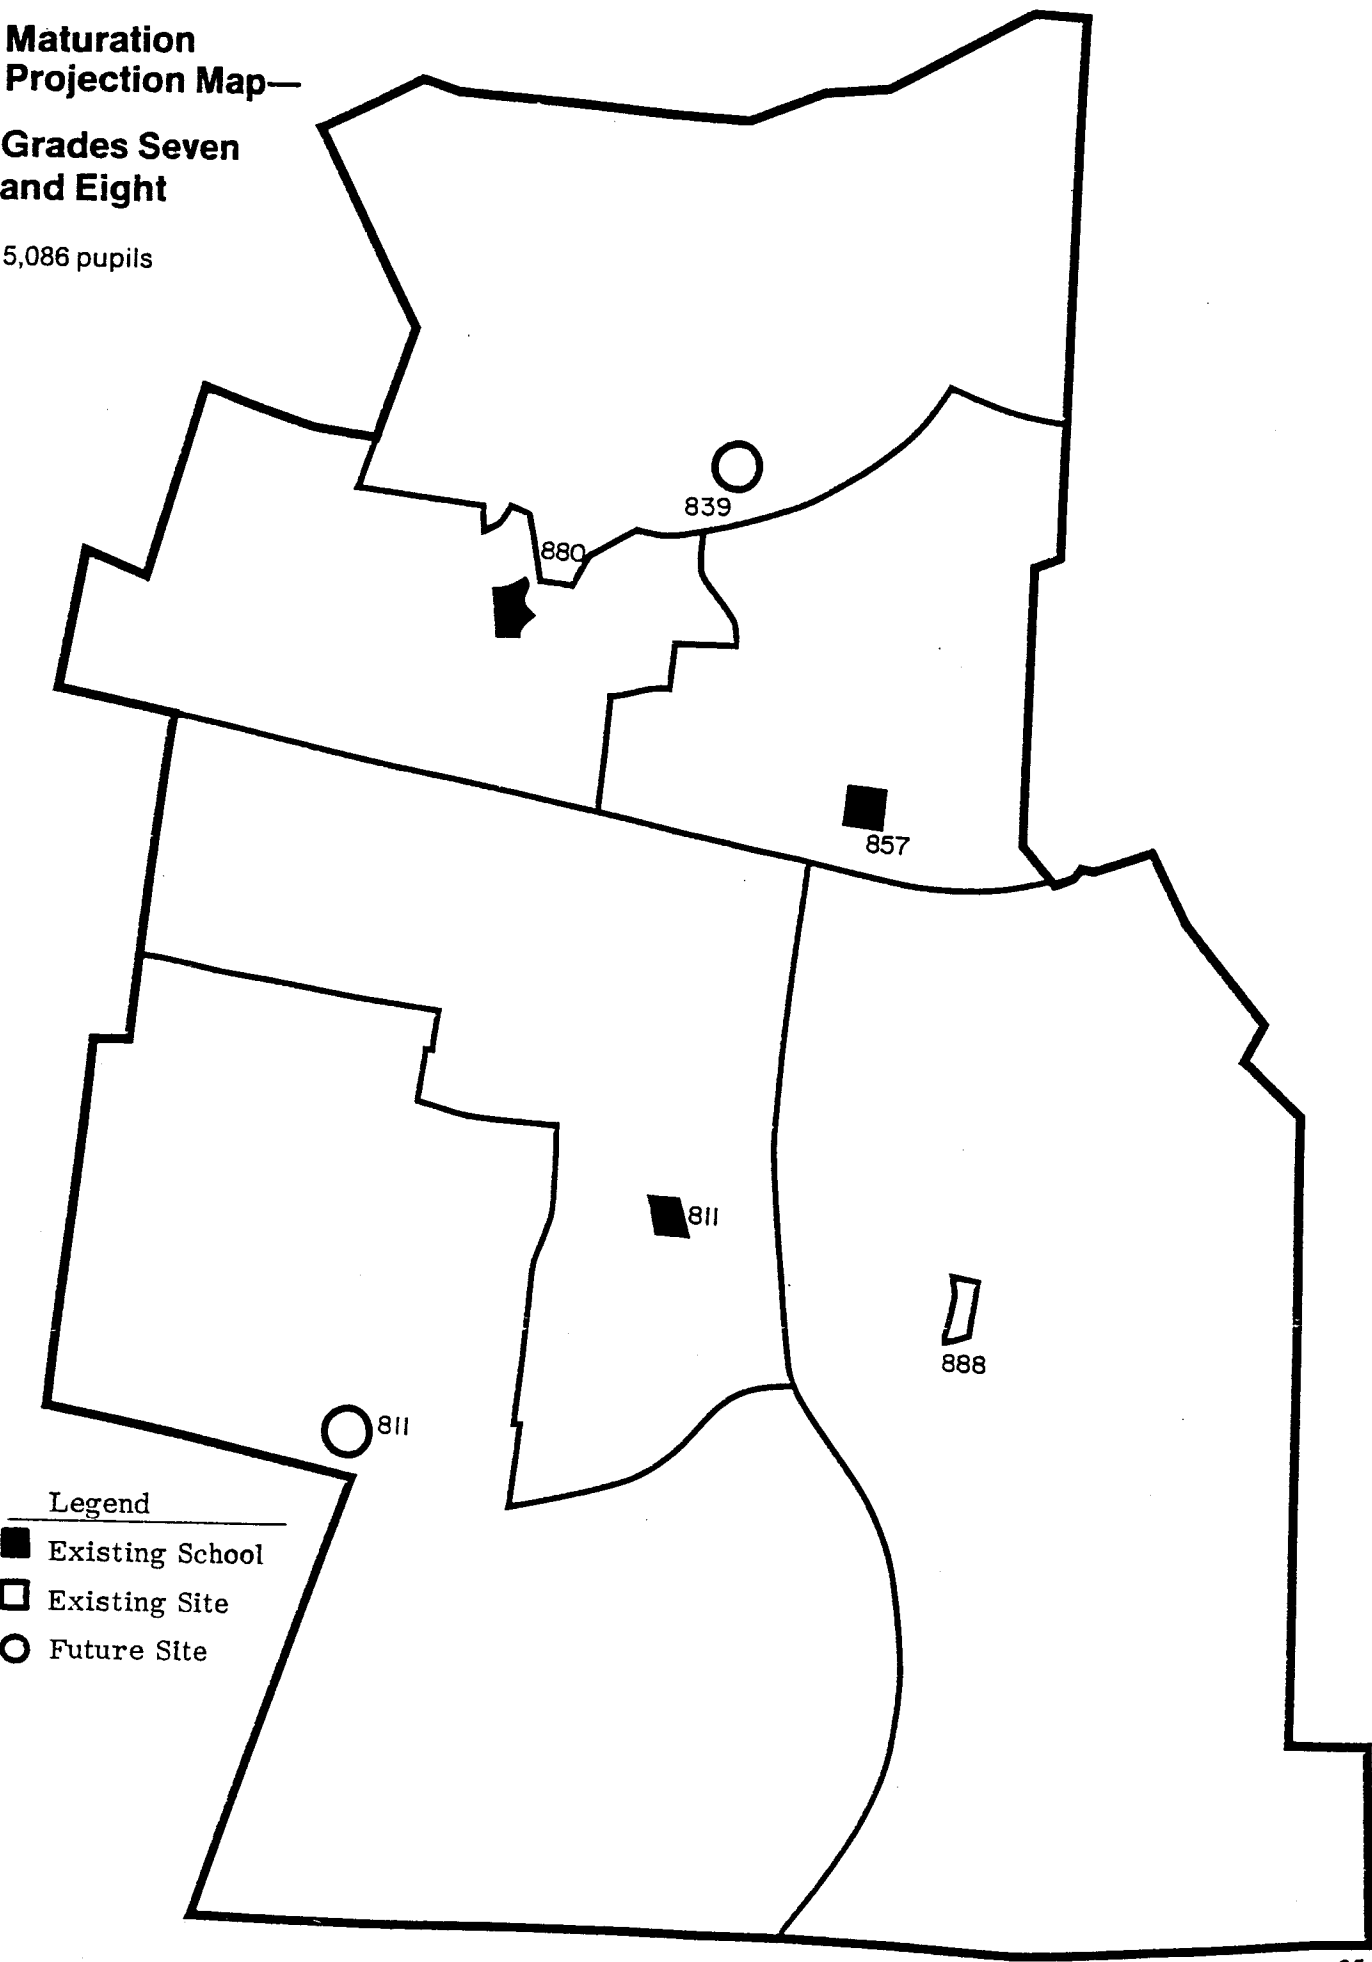 Maturation
Projection Map—
Grades Seven
and Eight
5,086 pupils
839
880
857
811
888
811
Legend
Existing School
Existing Site
Future Site